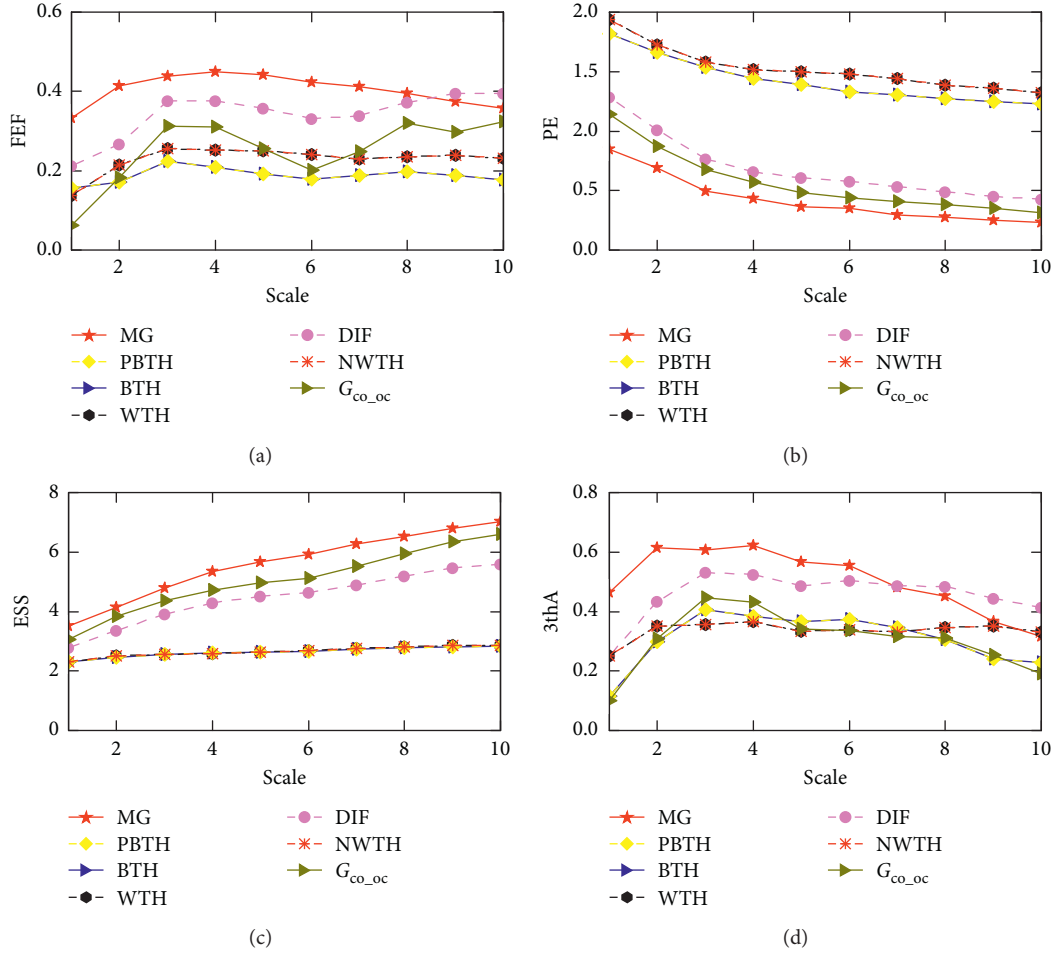 0.6
0.4
0.2
0.0
FEF
2 4 6 8 10
Scale
MG
PBTH
BTH
WTH
DIF
NWTH
G_co_oc
(a)
2.0
1.5
2.0
0.5
0.0
PE
2 4 6 8 10
Scale
MG
PBTH
BTH
WTH
DIF
NWTH
G_co_oc
(b)
8
6
4
2
0
ESS
2 4 6 8 10
Scale
MG
PBTH
BTH
WTH
DIF
NWTH
G_co_oc
(c)
0.8
0.6
0.4
0.2
0.0
3thA
2 4 6 8 10
Scale
MG
PBTH
BTH
WTH
DIF
NWTH
G_co_oc
(d)